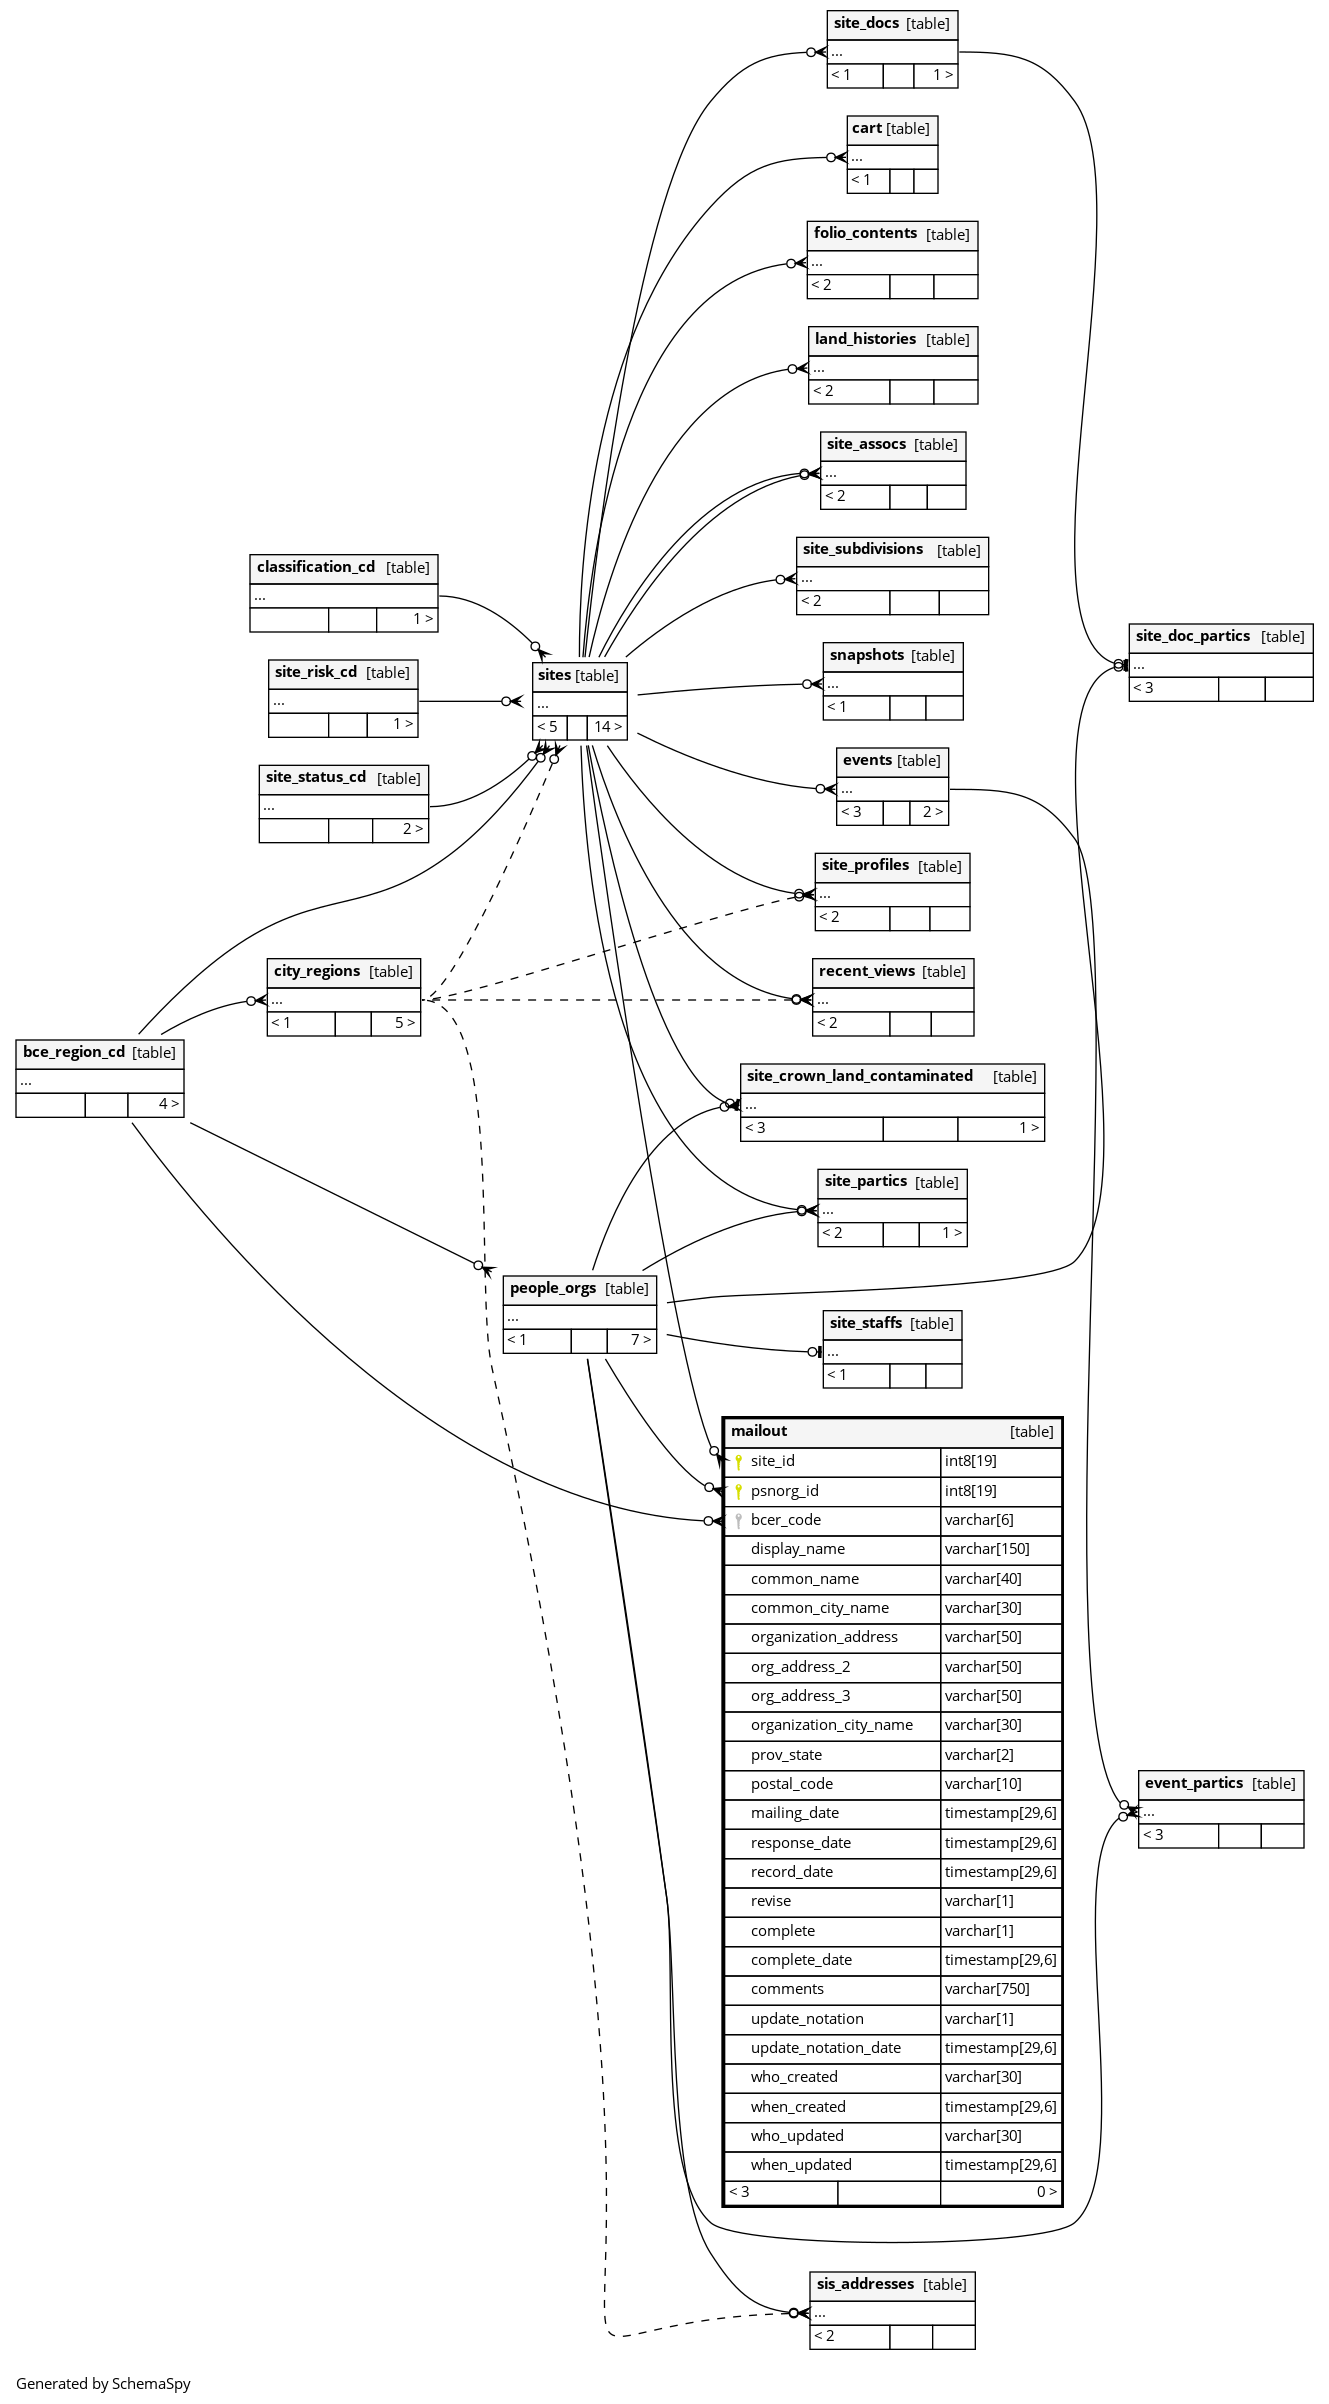 site_docs [table]
...
< 1 1 >
cart [table]
...
< 1
folio_contents [table]
...
< 2
land_histories [table]
...
< 2
site_assocs [table]
...
< 2
site_subdivisions [table]
...
< 2
classification_cd [table]
...
1 >
site_doc_partics [table]
...
< 3
snapshots [table]
...
< 1
site_risk_cd [table]
...
1 >
sites [table]
...
< 5 14 >
events [table]
...
< 3 2 >
site_status_cd [table]
...
2 >
site_profiles [table]
...
< 2
city_regions [table]
...
< 1 5 >
recent_views [table]
...
< 2
bce_region_cd [table]
...
4 >
site_crown_land_contaminated [table]
...
< 3 1 >
site_partics [table]
...
< 2 1 >
people_orgs [table]
...
< 1 7 >
site_staffs [table]
...
< 1
mailout [table]
site_id int8[19]
psnorg_id int8[19]
bcer_code varchar[6]
display_name varchar[150]
common_name varchar[40]
common_city_name varchar[30]
organization_address varchar[50]
org_address_2 varchar[50]
org_address_3 varchar[50]
organization_city_name varchar[30]
prov_state varchar[2]
postal_code varchar[10]
mailing_date timestamp[29,6]
response_date timestamp[29,6]
record_date timestamp[29,6]
revise varchar[1]
complete varchar[1]
complete_date timestamp[29,6]
comments varchar[750]
update_notation varchar[1]
update_notation_date timestamp[29,6]
who_created varchar[30]
when_created timestamp[29,6]
who_updated varchar[30]
when_updated timestamp[29,6]
< 3 0 >
event_partics [table]
...
< 3
sis_addresses [table]
...
< 2
Generated by SchemaSpy